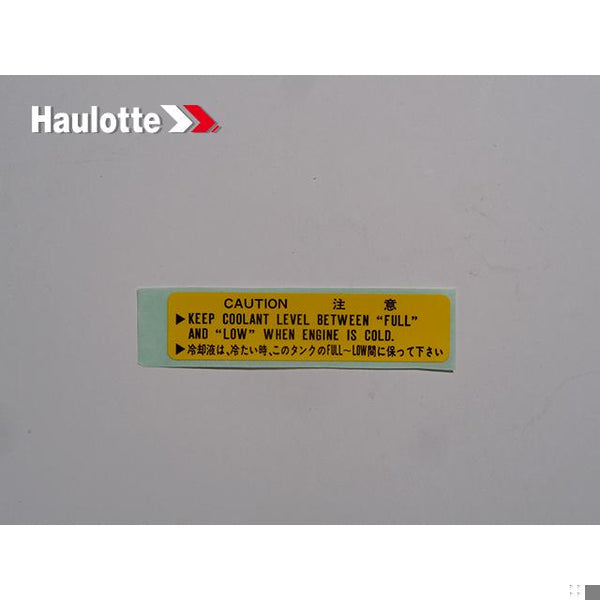 Haulotte
CAUTION 注意
▶KEEP COOLANT LEVEL BETWEEN “FULL”
AND “LOW” WHEN ENGINE IS COLD.
▶冷却液は、冷たい時、このタンクのFULL～LOW間に保って下さい